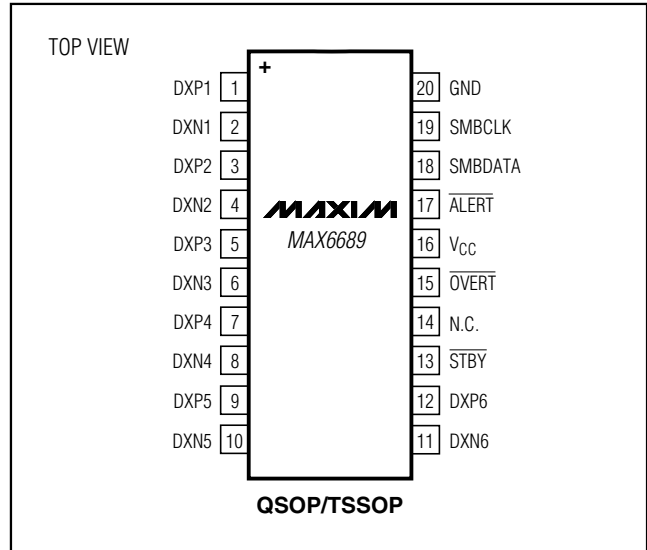 TOP VIEW
+
DXP1 1
DXN1 2
DXP2 3
DXN2 4
DXP3 5
DXN3 6
DXP4 7
DXN4 8
DXP5 9
DXN5 10
MAXIM
MAX6689
20 GND
19 SMBCLK
18 SMBDATA
17 ALERT
16 VCC
15 OVERT
14 N.C.
13 STBY
12 DXP6
11 DXN6
QSOP/TSSOP